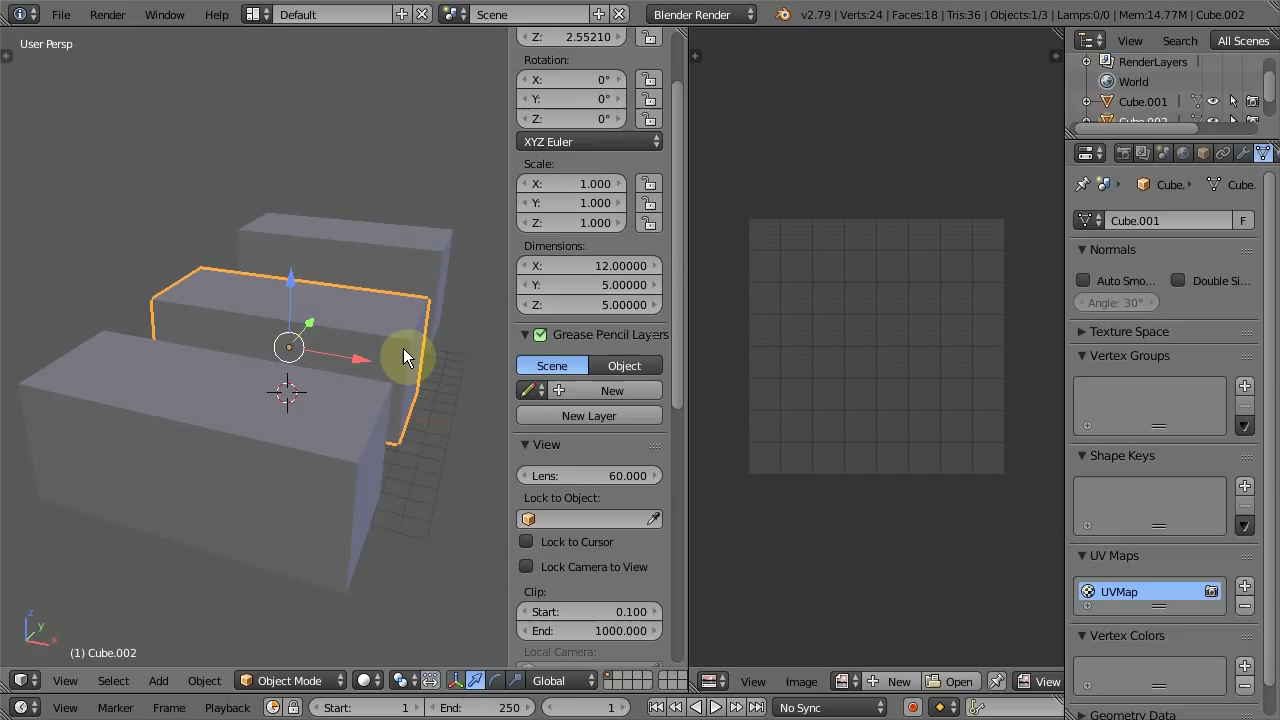 File Render Window Help Default Scene Blender Render v2.79 | Verts:24 | Faces:18 | Tris:36 | Objects:1/3 | Lamps:0/0 | Mem:14.77M | Cube.002
User Persp
Z: 2.55210
Rotation:
X: 0°
Y: 0°
Z: 0°
XYZ Euler
Scale:
X: 1.000
Y: 1.000
Z: 1.000
Dimensions:
X: 12.00000
Y: 5.00000
Z: 5.00000
Grease Pencil Layers
Scene Object
New
New Layer
View
Lens: 60.000
Lock to Object:
Lock to Cursor
Lock Camera to View
Clip:
Start: 0.100
End: 1000.000
Local Camera:
z
y
x
(1) Cube.002
View Select Add Object Object Mode Global
View Image New Open View
View Marker Frame Playback Start: 1 End: 250 1 No Sync
View Search All Scenes
RenderLayers
World
Cube.001
Cube. Cube.
Cube.001 F
Normals
Auto Smo... Double Si...
Angle: 30°
Texture Space
Vertex Groups
Shape Keys
UV Maps
UVMap
Vertex Colors
Geometry Data